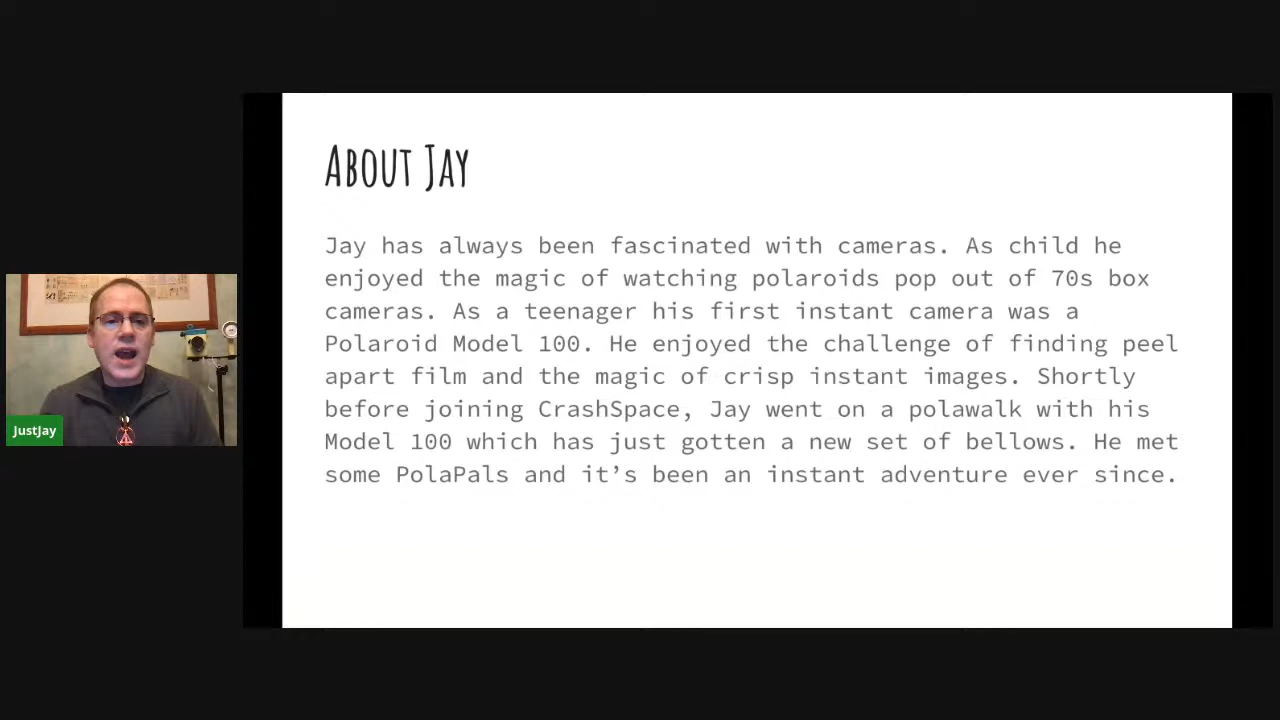 About Jay
Jay has always been fascinated with cameras. As child he
enjoyed the magic of watching polaroids pop out of 70s box
cameras. As a teenager his first instant camera was a
Polaroid Model 100. He enjoyed the challenge of finding peel
apart film and the magic of crisp instant images. Shortly
before joining CrashSpace, Jay went on a polawalk with his
Model 100 which has just gotten a new set of bellows. He met
some PolaPals and it’s been an instant adventure ever since.
JustJay